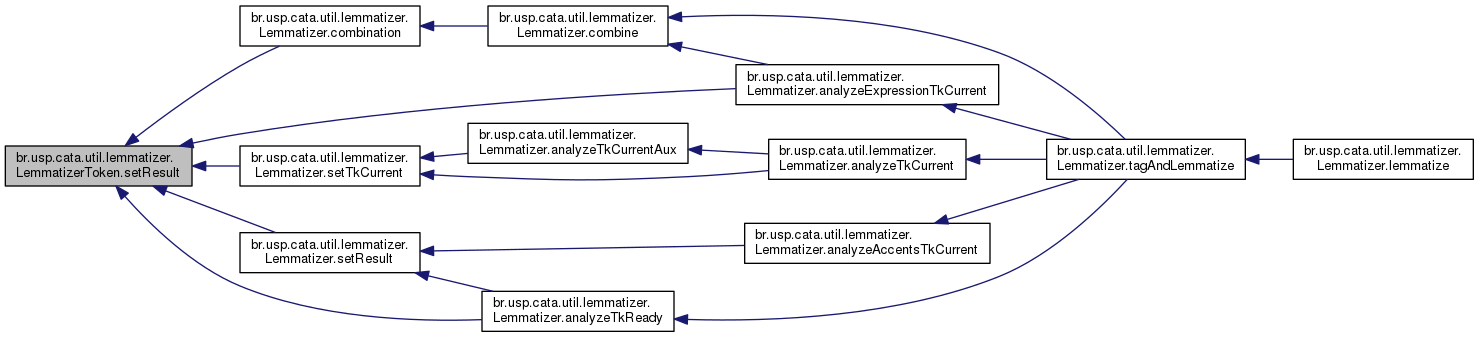 br.usp.cata.util.lemmatizer.
Lemmatizer.combination
br.usp.cata.util.lemmatizer.
Lemmatizer.combine
br.usp.cata.util.lemmatizer.
Lemmatizer.analyzeExpressionTkCurrent
br.usp.cata.util.lemmatizer.
LemmatizerToken.setResult
br.usp.cata.util.lemmatizer.
Lemmatizer.setTkCurrent
br.usp.cata.util.lemmatizer.
Lemmatizer.analyzeTkCurrentAux
br.usp.cata.util.lemmatizer.
Lemmatizer.analyzeTkCurrent
br.usp.cata.util.lemmatizer.
Lemmatizer.tagAndLemmatize
br.usp.cata.util.lemmatizer.
Lemmatizer.lemmatize
br.usp.cata.util.lemmatizer.
Lemmatizer.setResult
br.usp.cata.util.lemmatizer.
Lemmatizer.analyzeAccentsTkCurrent
br.usp.cata.util.lemmatizer.
Lemmatizer.analyzeTkReady